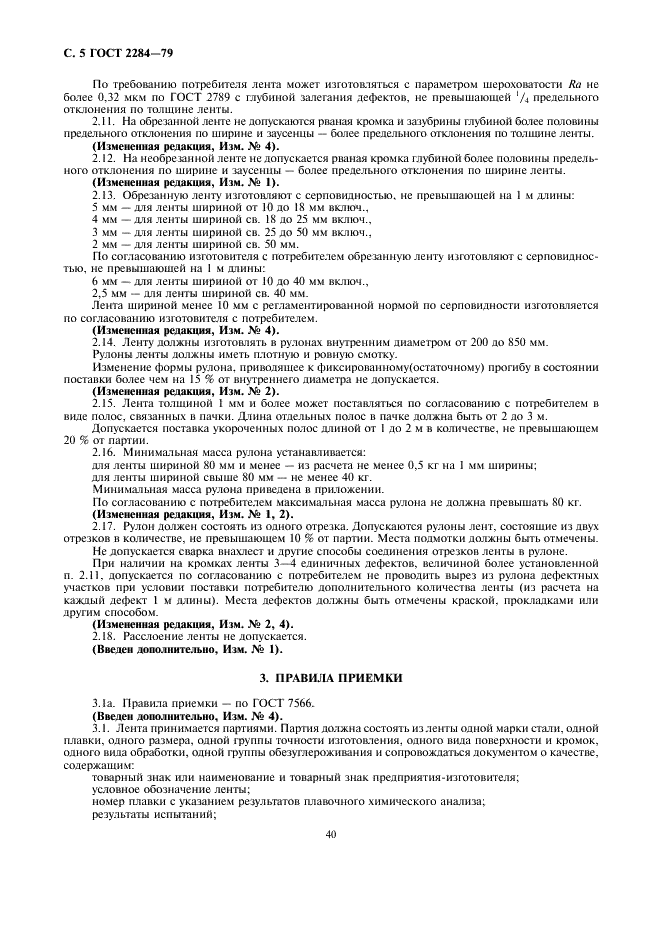 С. 5 ГОСТ 2284—79
По требованию потребителя лента может изготовляться с параметром шероховатости Ra не
более 0,32 мкм по ГОСТ 2789 с глубиной залегания дефектов, не превышающей 1/4 предельного
отклонения по толщине ленты.
2.11. На обрезанной ленте не допускаются рваная кромка и зазубрины глубиной более половины
предельного отклонения по ширине и заусенцы — более предельного отклонения по толщине ленты.
(Измененная редакция, Изм. № 4).
2.12. На необрезанной ленте не допускается рваная кромка глубиной более половины предель-
ного отклонения по ширине и заусенцы — более предельного отклонения по ширине ленты.
(Измененная редакция, Изм. № 1).
2.13. Обрезанную ленту изготовляют с серповидностью, не превышающей на 1 м длины:
5 мм — для ленты шириной от 10 до 18 мм включ.,
4 мм — для ленты шириной св. 18 до 25 мм включ.,
3 мм — для ленты шириной св. 25 до 50 мм включ.,
2 мм — для ленты шириной св. 50 мм.
По согласованию изготовителя с потребителем обрезанную ленту изготовляют с серповиднос-
тью, не превышающей на 1 м длины:
6 мм — для ленты шириной от 10 до 40 мм включ.,
2,5 мм — для ленты шириной св. 40 мм.
Лента шириной менее 10 мм с регламентированной нормой по серповидности изготовляется
по согласованию изготовителя с потребителем.
(Измененная редакция, Изм. № 4).
2.14. Ленту должны изготовлять в рулонах внутренним диаметром от 200 до 850 мм.
Рулоны ленты должны иметь плотную и ровную смотку.
Изменение формы рулона, приводящее к фиксированному(остаточному) прогибу в состоянии
поставки более чем на 15 % от внутреннего диаметра не допускается.
(Измененная редакция, Изм. № 2).
2.15. Лента толщиной 1 мм и более может поставляться по согласованию с потребителем в
виде полос, связанных в пачки. Длина отдельных полос в пачке должна быть от 2 до 3 м.
Допускается поставка укороченных полос длиной от 1 до 2 м в количестве, не превышающем
20 % от партии.
2.16. Минимальная масса рулона устанавливается:
для ленты шириной 80 мм и менее — из расчета не менее 0,5 кг на 1 мм ширины;
для ленты шириной свыше 80 мм — не менее 40 кг.
Минимальная масса рулона приведена в приложении.
По согласованию с потребителем максимальная масса рулона не должна превышать 80 кг.
(Измененная редакция, Изм. № 1, 2).
2.17. Рулон должен состоять из одного отрезка. Допускаются рулоны лент, состоящие из двух
отрезков в количестве, не превышающем 10 % от партии. Места подмотки должны быть отмечены.
Не допускается сварка внахлест и другие способы соединения отрезков ленты в рулоне.
При наличии на кромках ленты 3—4 единичных дефектов, величиной более установленной
п. 2.11, допускается по согласованию с потребителем не проводить вырез из рулона дефектных
участков при условии поставки потребителю дополнительного количества ленты (из расчета на
каждый дефект 1 м длины). Места дефектов должны быть отмечены краской, прокладками или
другим способом.
(Измененная редакция, Изм. № 2, 4).
2.18. Расслоение ленты не допускается.
(Введен дополнительно, Изм. № 1).
3. ПРАВИЛА ПРИЕМКИ
3.1а. Правила приемки — по ГОСТ 7566.
(Введен дополнительно, Изм. № 4).
3.1. Лента принимается партиями. Партия должна состоять из ленты одной марки стали, одной
плавки, одного размера, одной группы точности изготовления, одного вида поверхности и кромок,
одного вида обработки, одной группы обезуглероживания и сопровождаться документом о качестве,
содержащим:
товарный знак или наименование и товарный знак предприятия-изготовителя;
условное обозначение ленты;
номер плавки с указанием результатов плавочного химического анализа;
результаты испытаний;
40